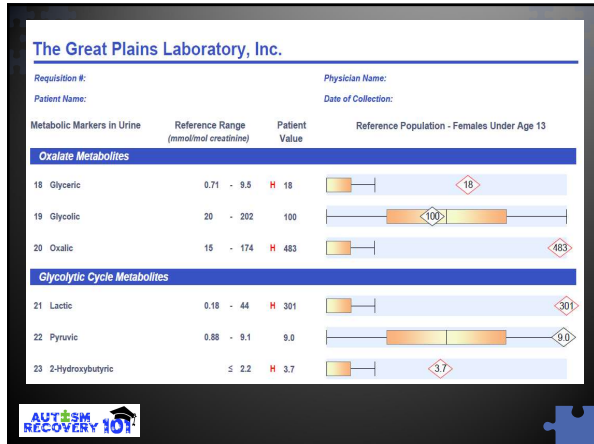 The Great Plains Laboratory, Inc.
Requisition #: Physician Name:
Patient Name: Date of Collection:
Metabolic Markers in Urine Reference Range Patient Reference Population - Females Under Age 13
(mmol/mol creatinine) Value
Oxalate Metabolites
18 Glyceric 0.71 - 9.5 H 18 18
19 Glycolic 20 - 202 100 100
20 Oxalic 15 - 174 H 483 483
Glycolytic Cycle Metabolites
21 Lactic 0.18 - 44 H 301 301
22 Pyruvic 0.88 - 9.1 9.0 9.0
23 2-Hydroxybutyric ≤ 2.2 H 3.7 3.7
AUTISM
RECOVERY 101